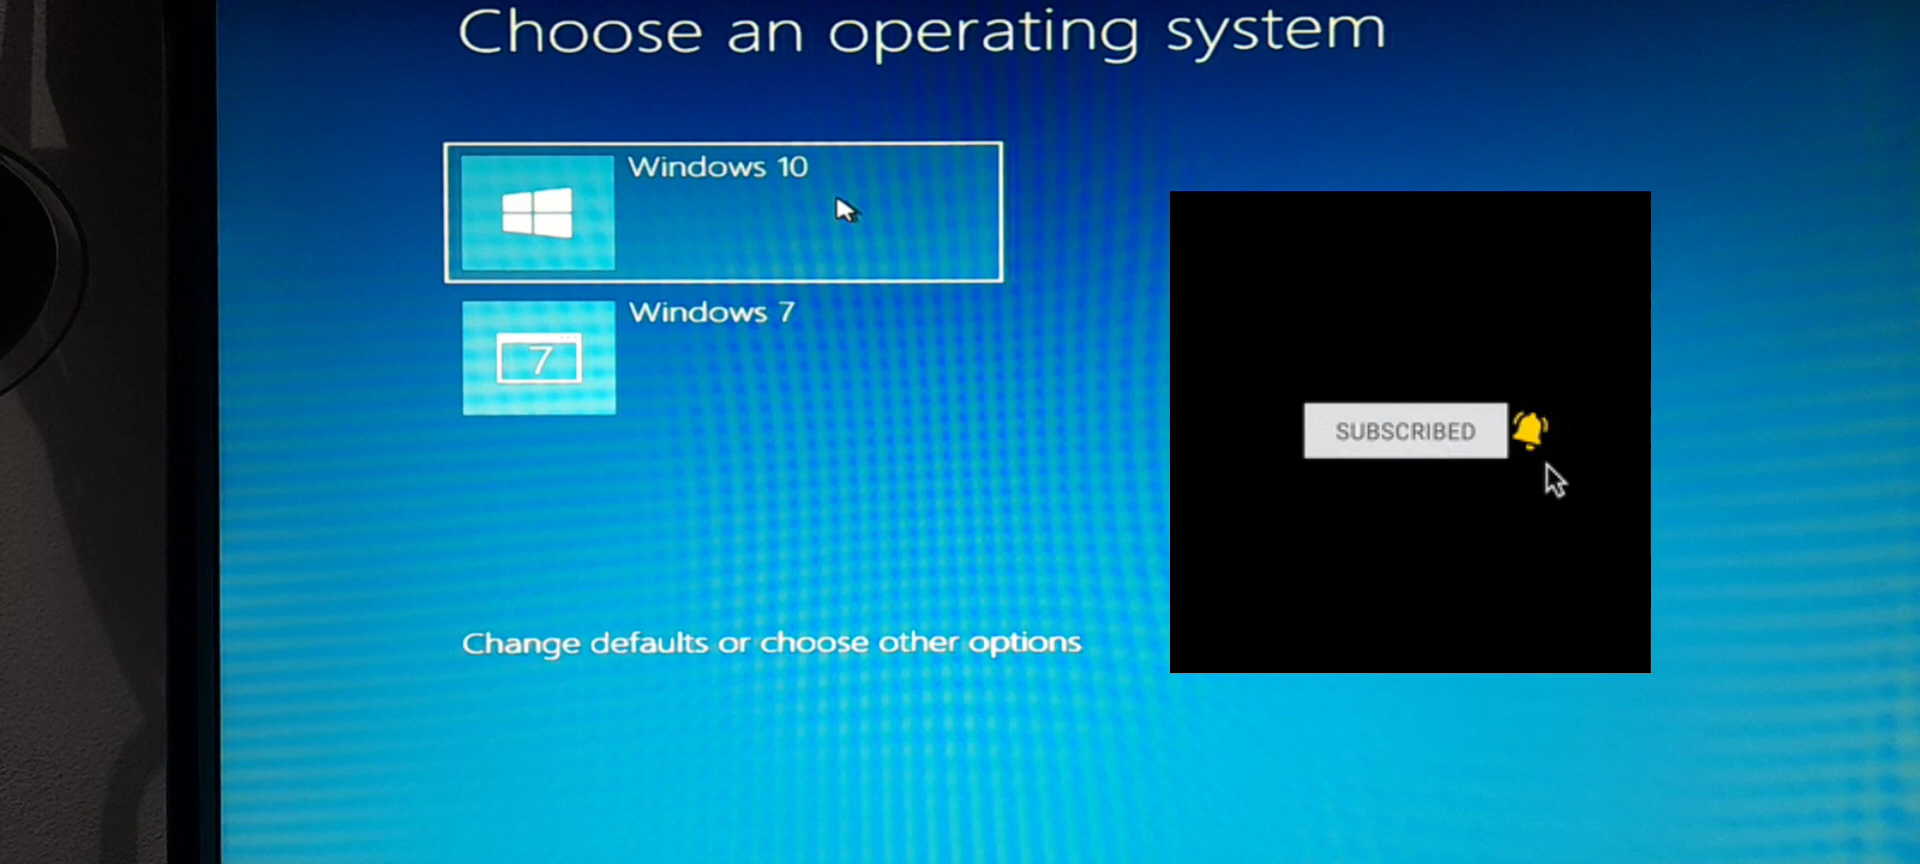 Choose an operating system
Windows 10
Windows 7
7
SUBSCRIBED
Change defaults or choose other options